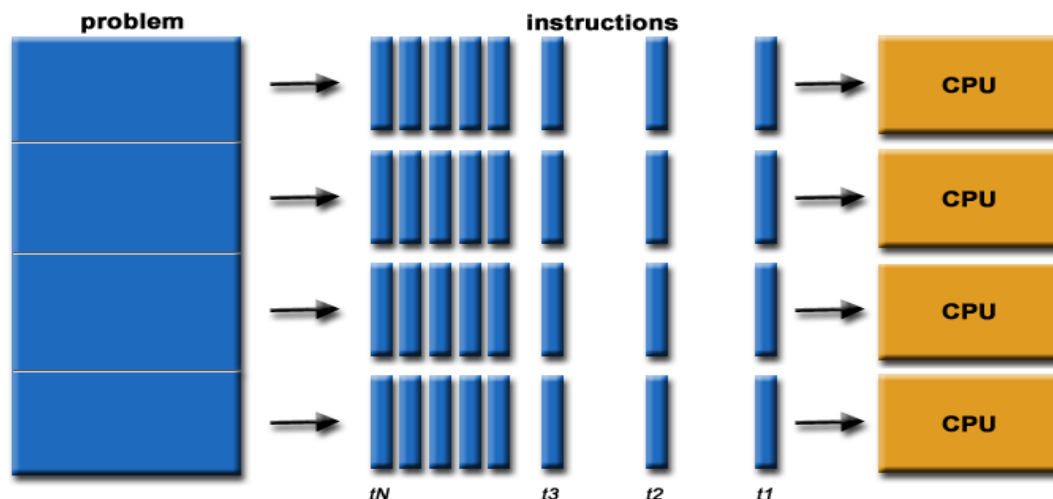 problem
instructions
CPU
CPU
CPU
CPU
tN t3 t2 t1